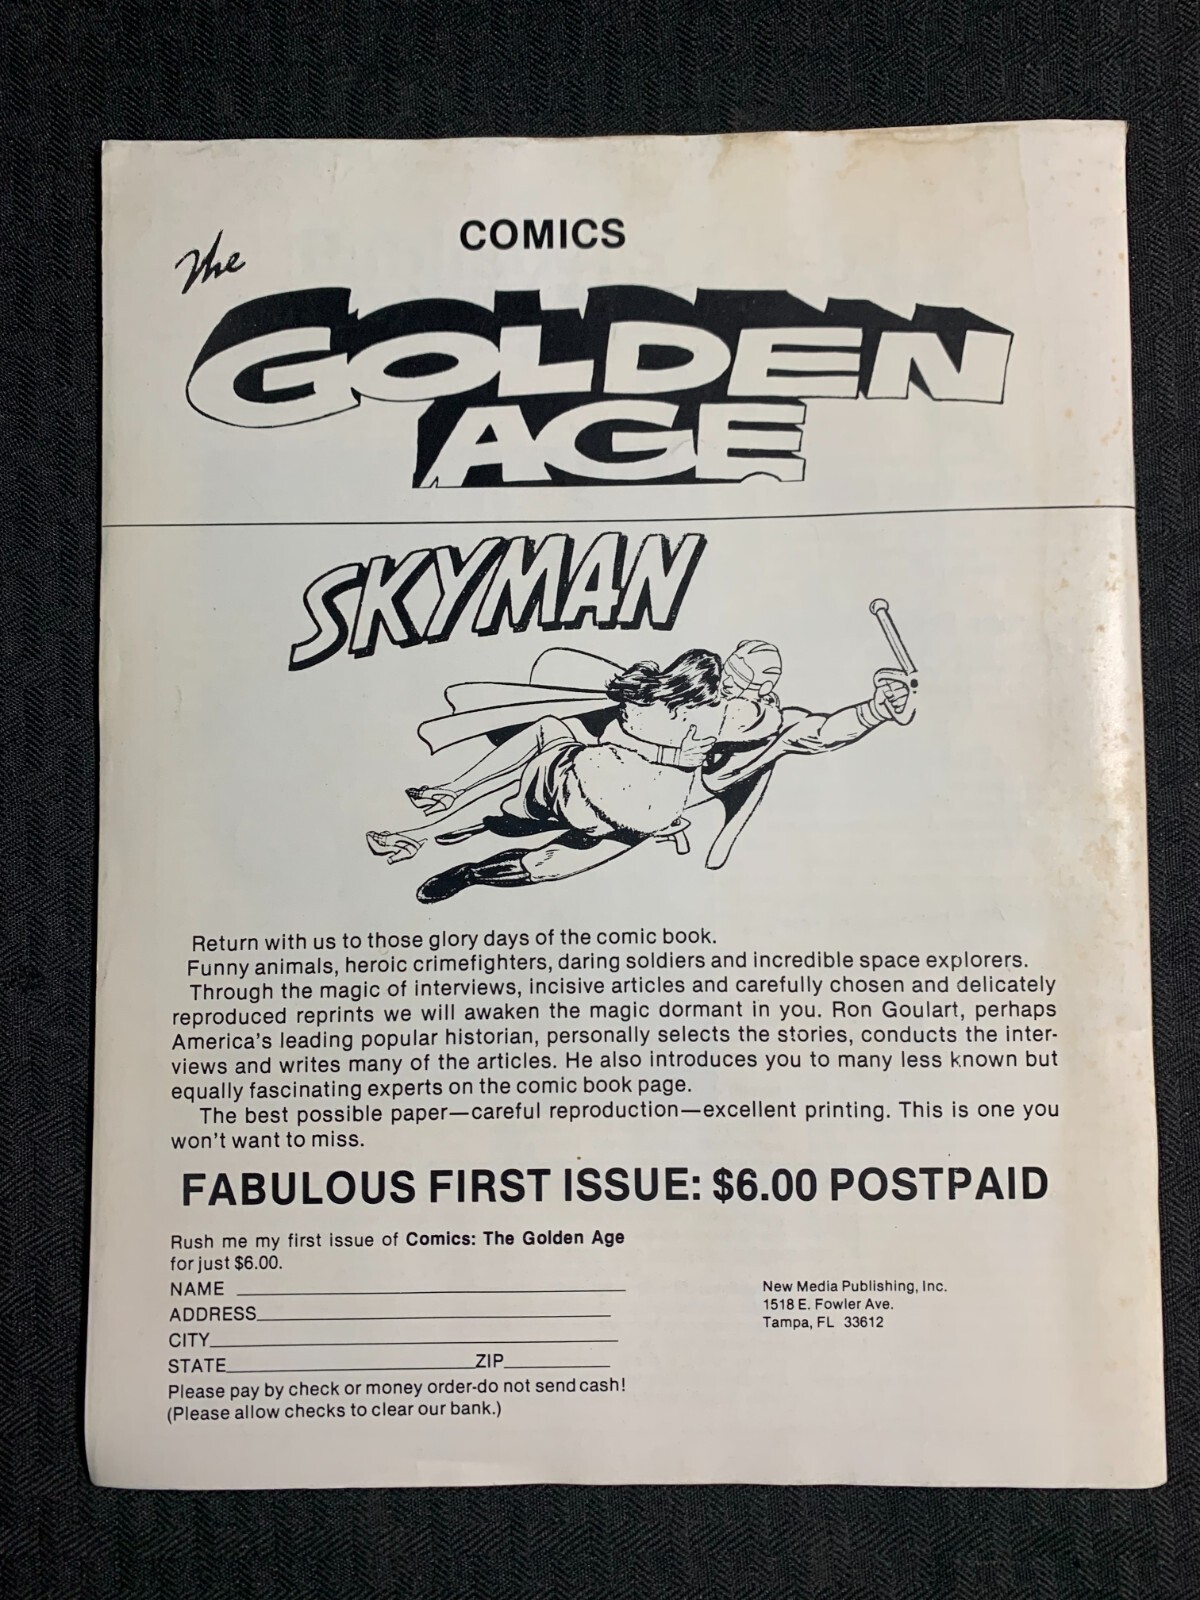 COMICS
The
GOLDEN
AGE
SKYMAN
Return with us to those glory days of the comic book.
Funny animals, heroic crimefighters, daring soldiers and incredible space explorers.
Through the magic of interviews, incisive articles and carefully chosen and delicately
reproduced reprints we will awaken the magic dormant in you. Ron Goulart, perhaps
America's leading popular historian, personally selects the stories, conducts the inter-
views and writes many of the articles. He also introduces you to many less known but
equally fascinating experts on the comic book page.
The best possible paper—careful reproduction—excellent printing. This is one you
won't want to miss.
FABULOUS FIRST ISSUE: $6.00 POSTPAID
Rush me my first issue of Comics: The Golden Age
for just $6.00.
NAME
ADDRESS
CITY
STATE ZIP
Please pay by check or money order-do not send cash!
(Please allow checks to clear our bank.)
New Media Publishing, Inc.
1518 E. Fowler Ave.
Tampa, FL 33612